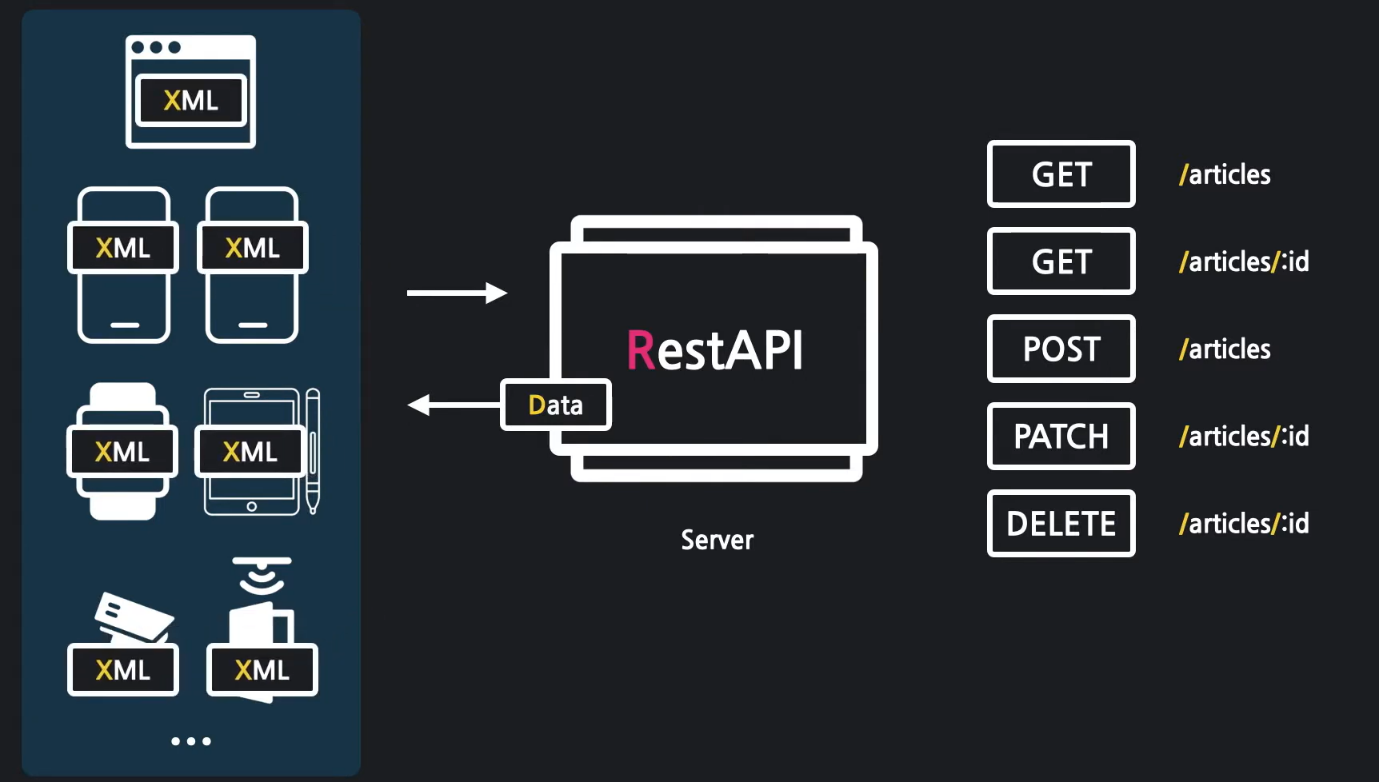 XML
XML
XML
XML
XML
XML
XML
RestAPI
Data
Server
GET /articles
GET /articles/:id
POST /articles
PATCH /articles/:id
DELETE /articles/:id